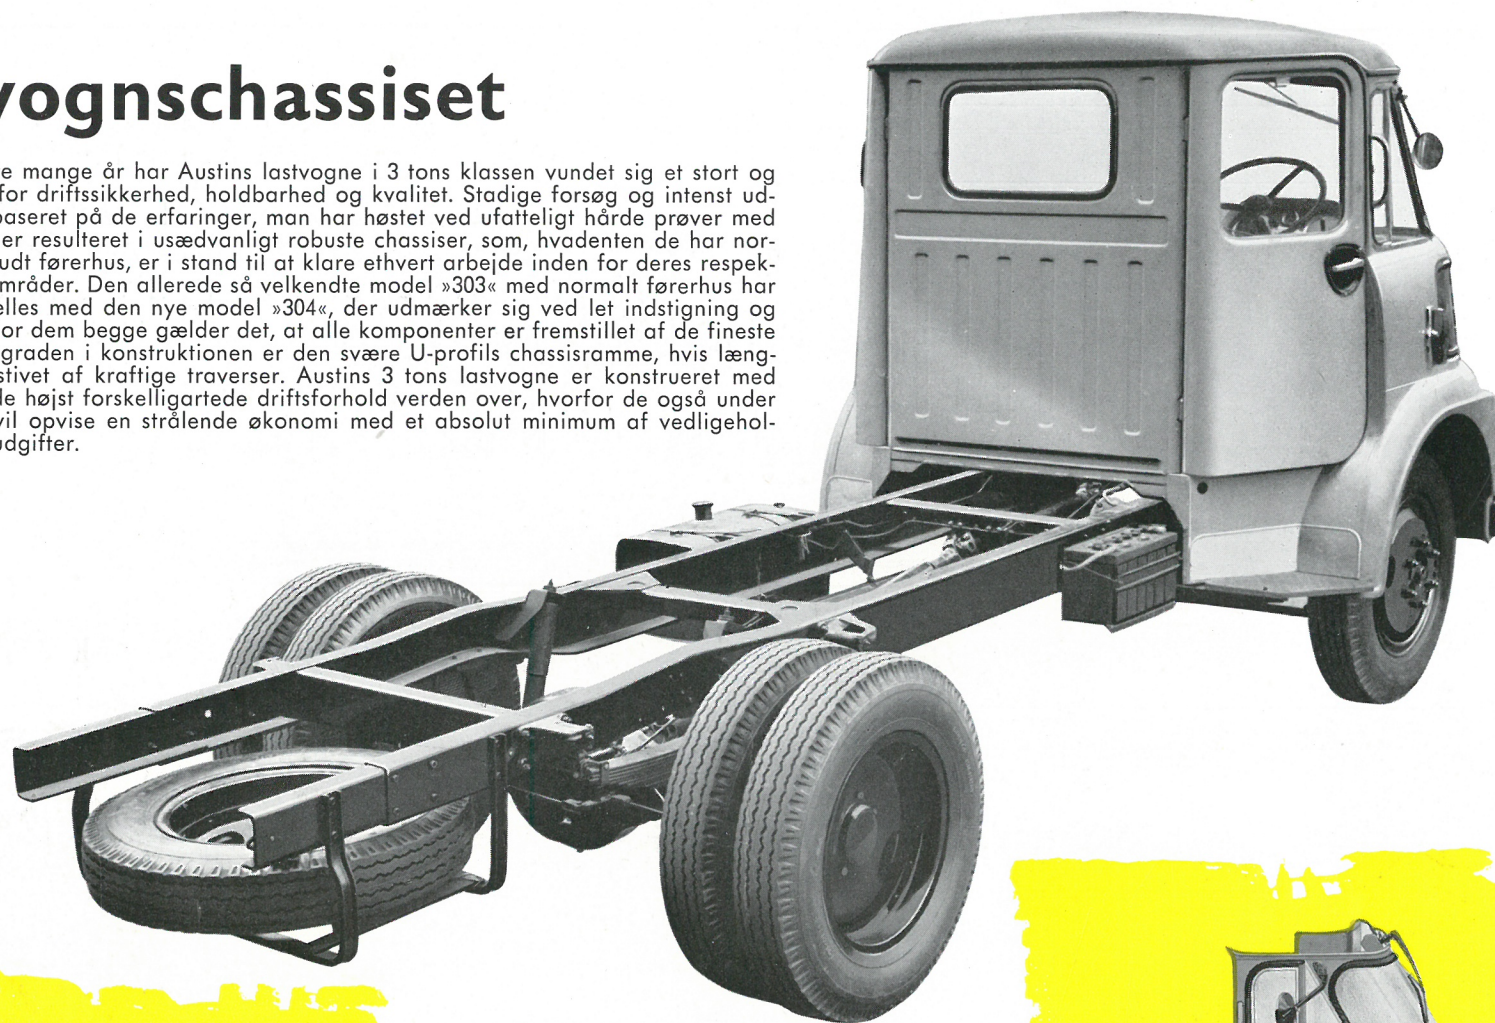 vognschassiset
e mange år har Austins lastvogne i 3 tons klassen vundet sig et stort og
for driftssikkerhed, holdbarhed og kvalitet. Stadige forsøg og intenst ud-
baseret på de erfaringer, man har høstet ved ufatteligt hårde prøver med
er resulteret i usædvanligt robuste chassiser, som, hvadenten de har nor-
udt førerhus, er i stand til at klare ethvert arbejde inden for deres respek-
mråder. Den allerede så velkendte model »303« med normalt førerhus har
elles med den nye model »304«, der udmærker sig ved let indstigning og
or dem begge gælder det, at alle komponenter er fremstillet af de fineste
graden i konstruktionen er den svære U-profils chassisramme, hvis læng-
stivet af kraftige traverser. Austins 3 tons lastvogne er konstrueret med
de højst forskelligartede driftsforhold verden over, hvorfor de også under
vil opvise en strålende økonomi med et absolut minimum af vedligehol-
udgifter.